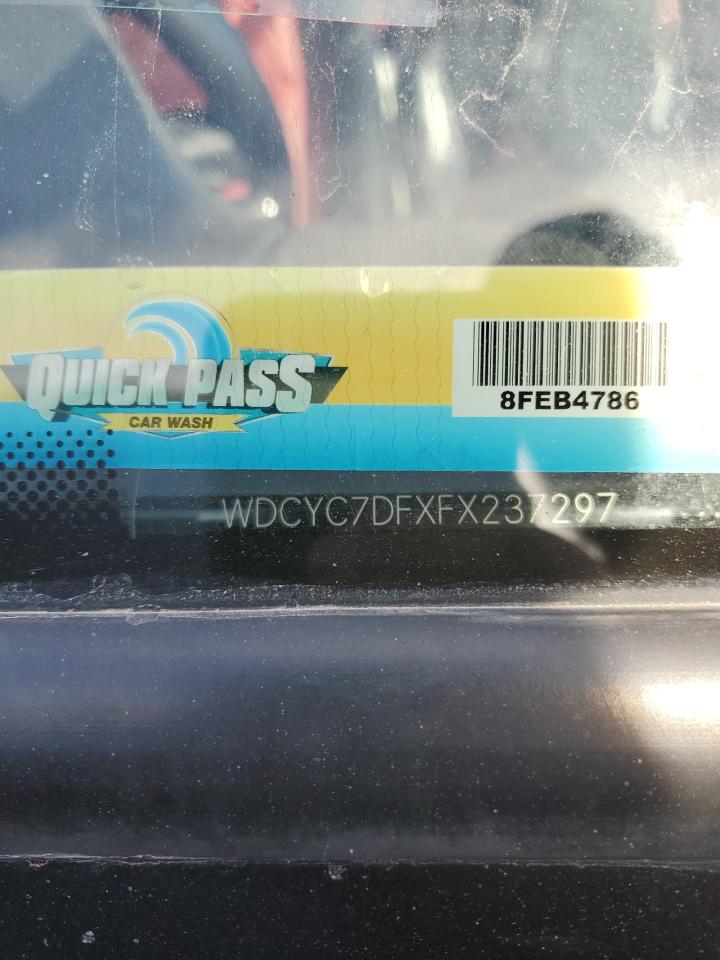 QUICK PASS
CAR WASH
8FEB4786
WDCYC7DFXFX237297